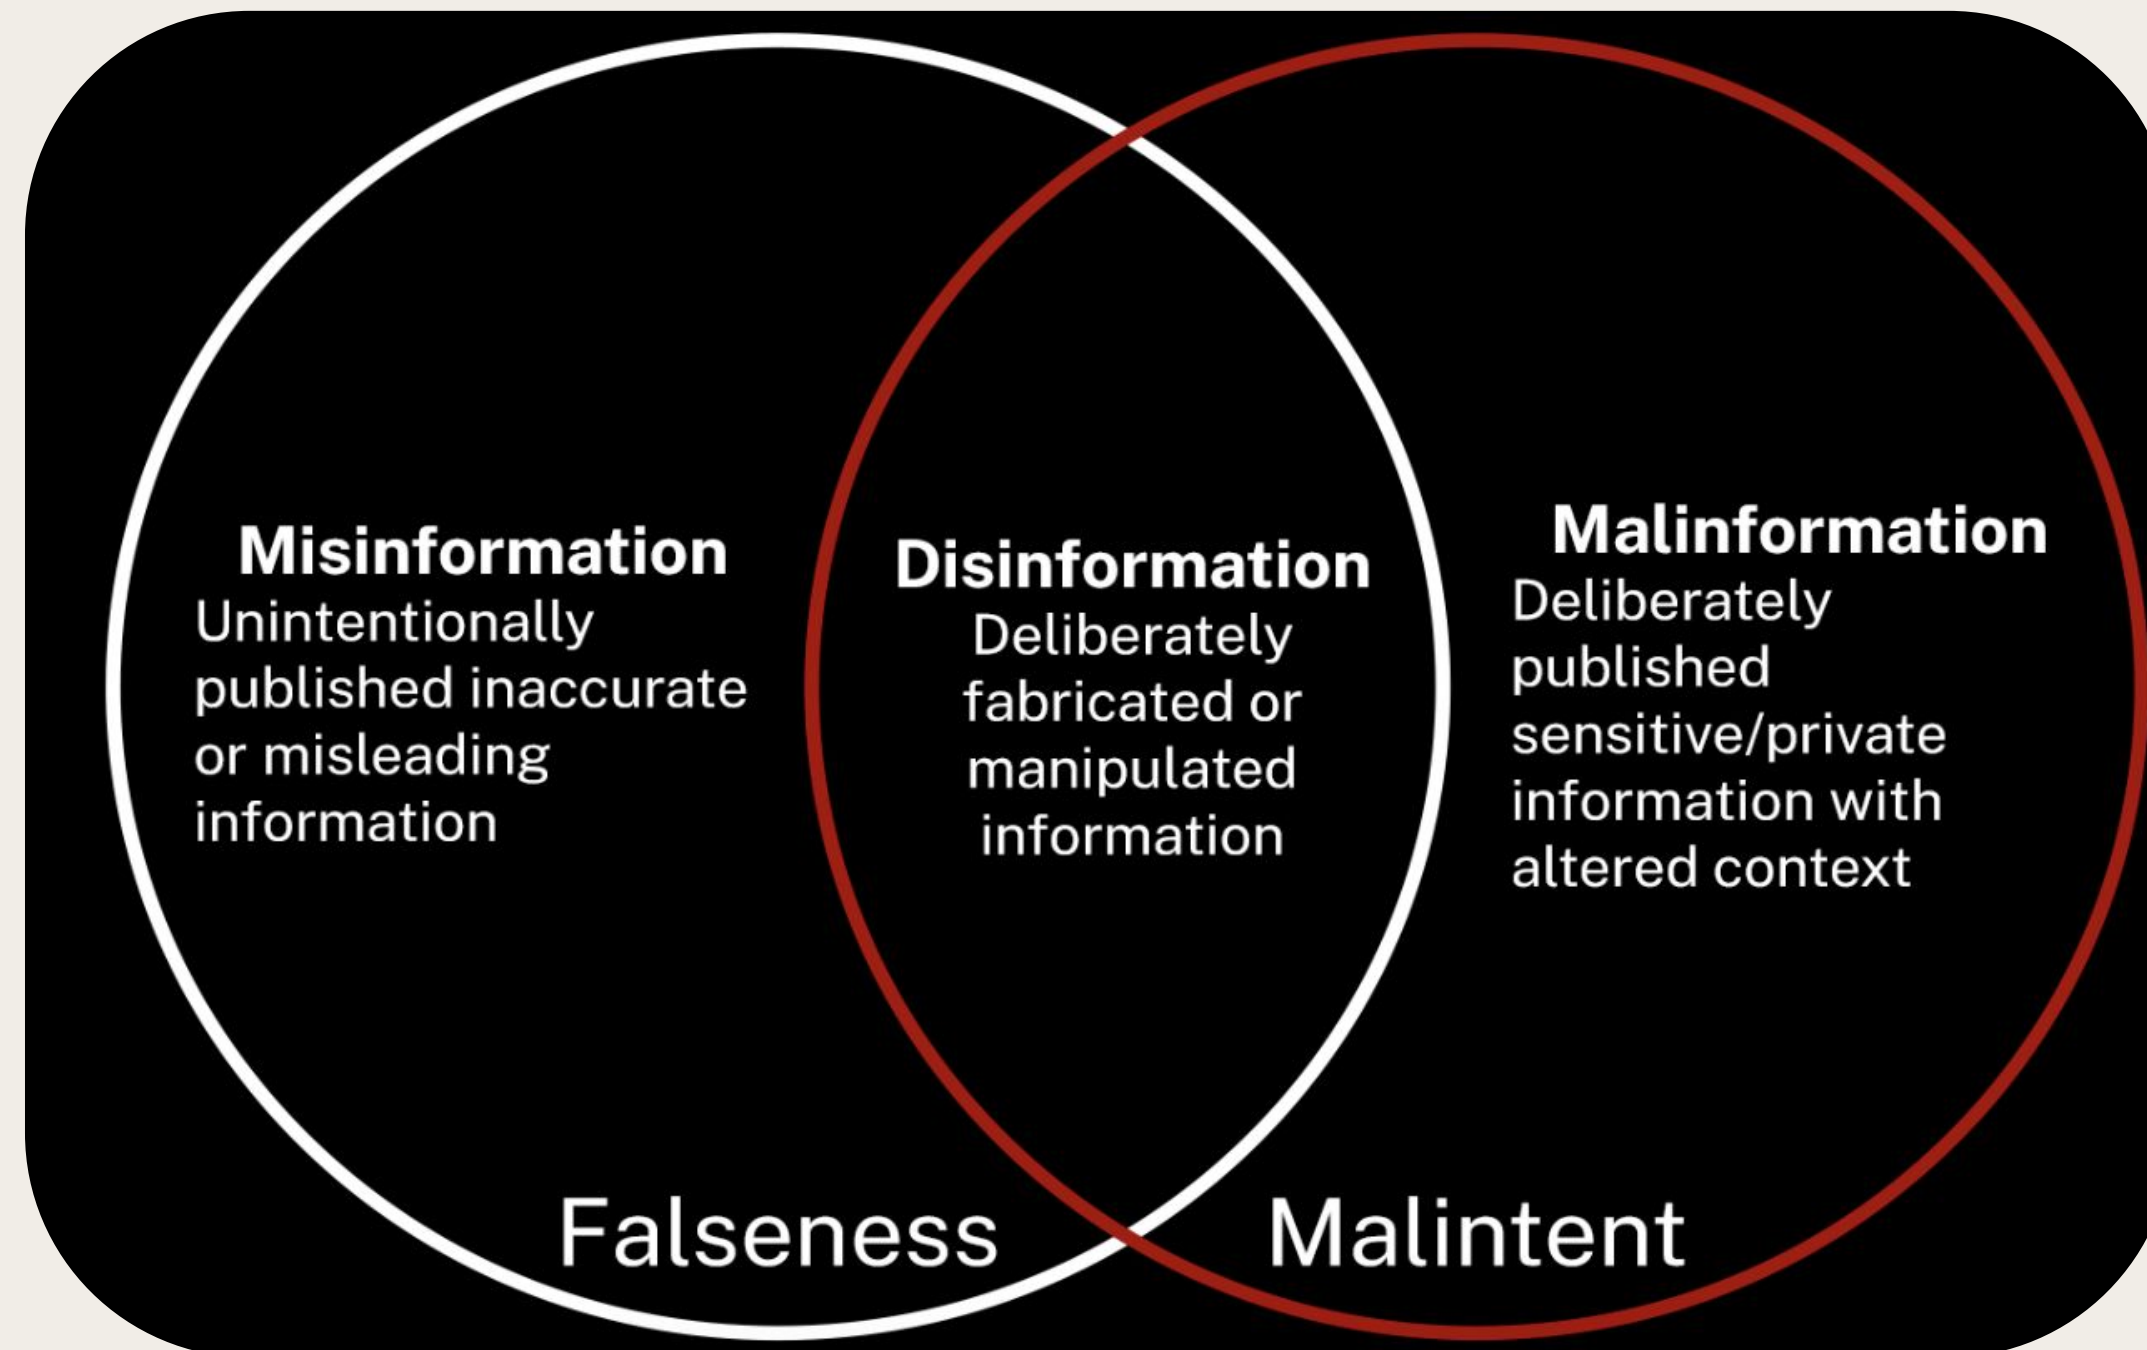 Misinformation
Unintentionally
published inaccurate
or misleading
information
Disinformation
Deliberately
fabricated or
manipulated
information
Malinformation
Deliberately
published
sensitive/private
information with
altered context
Falseness
Malintent